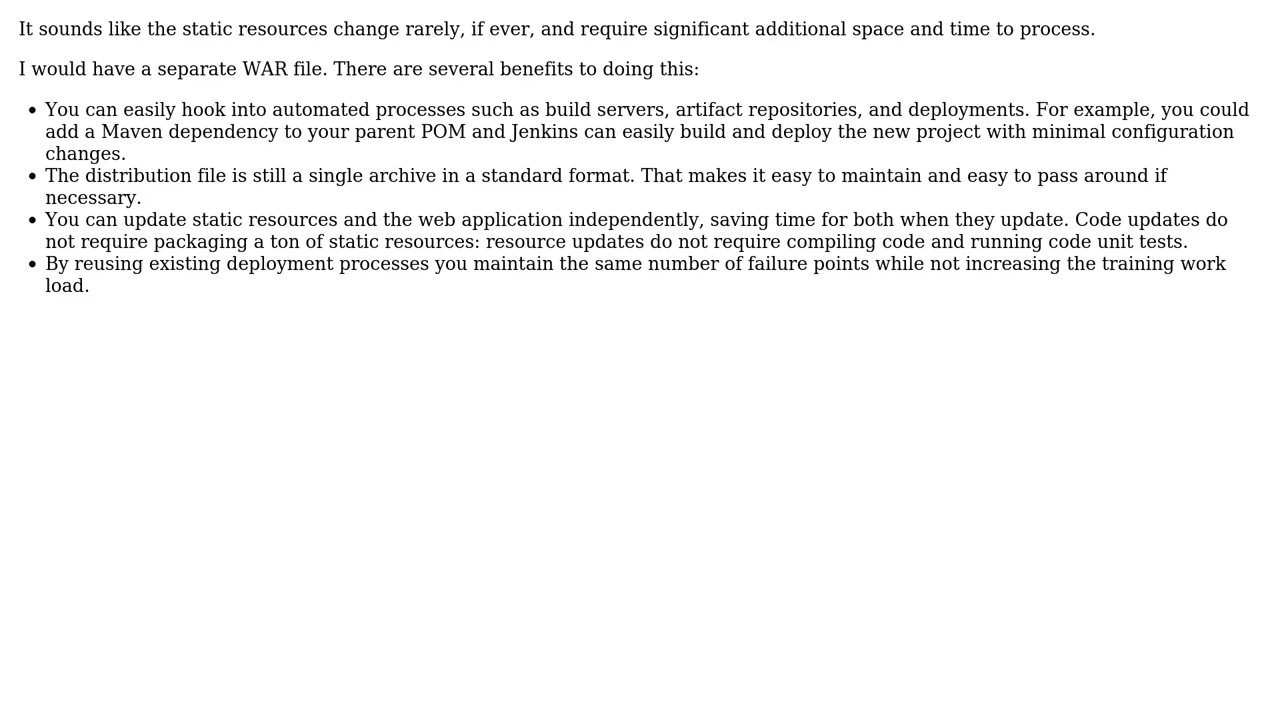 It sounds like the static resources change rarely, if ever, and require significant additional space and time to process.
I would have a separate WAR file. There are several benefits to doing this:
• You can easily hook into automated processes such as build servers, artifact repositories, and deployments. For example, you could
add a Maven dependency to your parent POM and Jenkins can easily build and deploy the new project with minimal configuration
changes.
• The distribution file is still a single archive in a standard format. That makes it easy to maintain and easy to pass around if
necessary.
• You can update static resources and the web application independently, saving time for both when they update. Code updates do
not require packaging a ton of static resources: resource updates do not require compiling code and running code unit tests.
• By reusing existing deployment processes you maintain the same number of failure points while not increasing the training work
load.